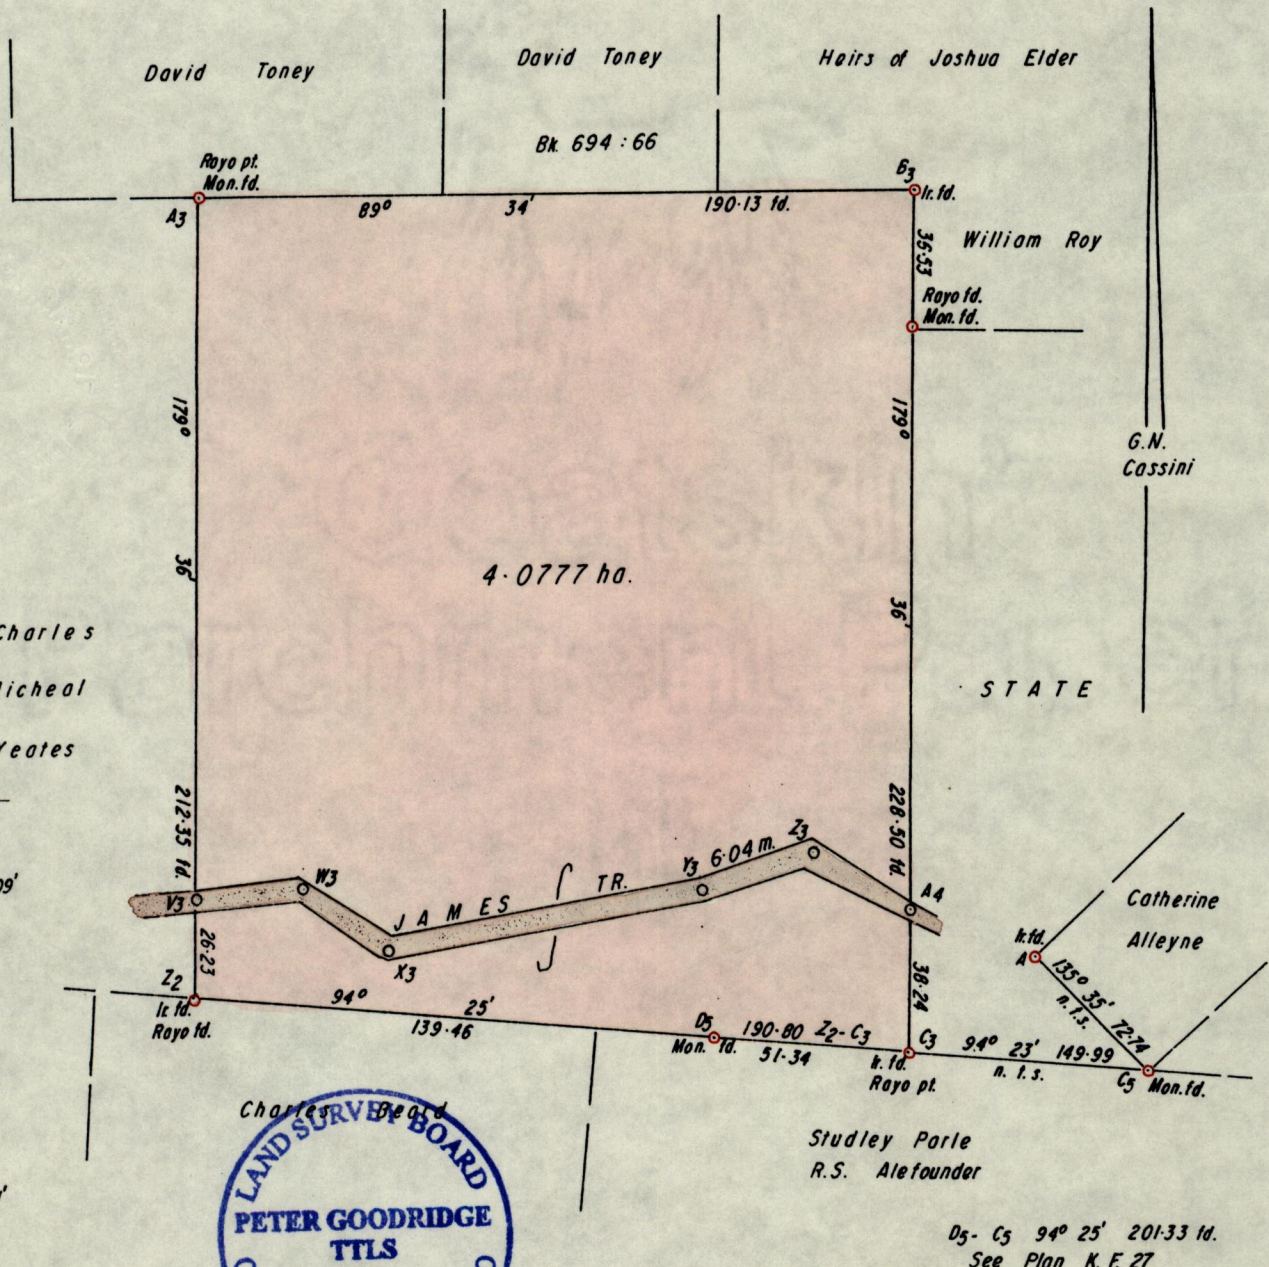 David Toney
David Toney
Heirs of Joshua Elder
Bk. 694 : 66
Rayo pt.
Mon. fd.
A3
89° 34' 190·13 fd.
B3
Ir. fd.
36·53
William Roy
Rayo fd.
Mon. fd.
179°
179°
G.N.
Cassini
36'
36'
4·0777 ha.
Charles
Micheal
Yeates
STATE
212·35 fd.
228·50 fd.
09'
V3
W3
X3
JAMES TR.
Y3
6·04 m.
Z3
A4
26·23
38·24
Catherine
Alleyne
Ir. fd.
A
135° 35' 72·74
n.t.s.
Z2
Ir. fd.
Rayo fd.
94° 25'
139·46
D5
Mon. fd.
190·80 Z2-C3
51·34
C3
Ir. fd.
Rayo pt.
94° 23' 149·99
n.t.s.
C5 Mon. fd.
Charles Beard
LAND SURVEY BOARD
PETER GOODRIDGE
TTLS
Studley Parle
R.S. Alefounder
D5- C5 94° 25' 201·33 fd.
See Plan K.F. 27